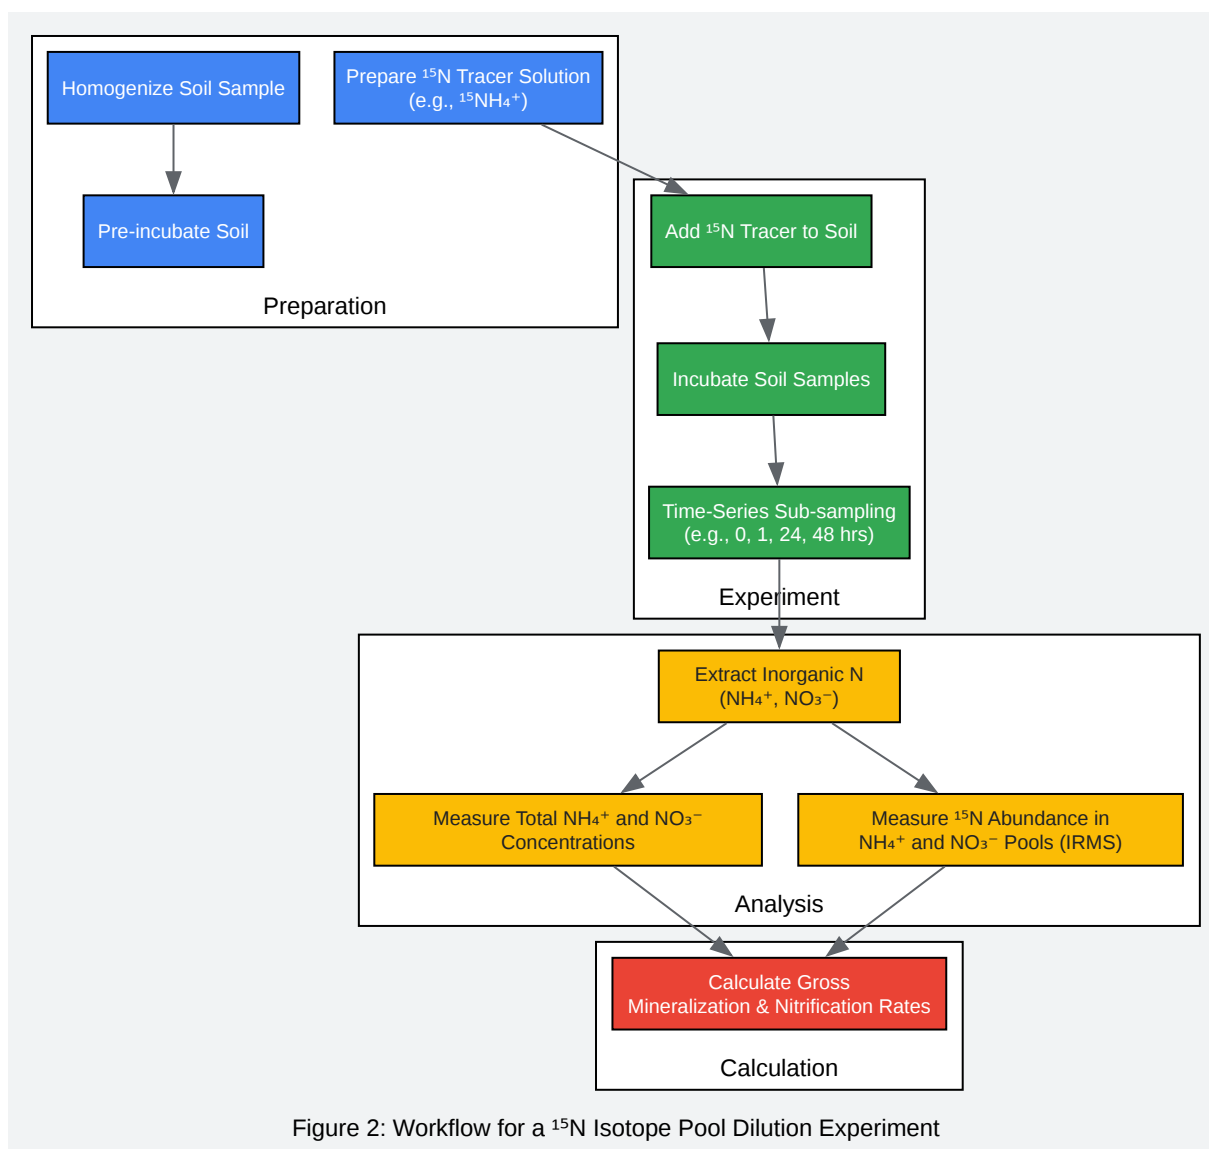 Homogenize Soil Sample
Prepare ¹⁵N Tracer Solution
(e.g., ¹⁵NH₄⁺)
Pre-incubate Soil
Preparation
Add ¹⁵N Tracer to Soil
Incubate Soil Samples
Time-Series Sub-sampling
(e.g., 0, 1, 24, 48 hrs)
Experiment
Extract Inorganic N
(NH₄⁺, NO₃⁻)
Measure Total NH₄⁺ and NO₃⁻
Concentrations
Measure ¹⁵N Abundance in
NH₄⁺ and NO₃⁻ Pools (IRMS)
Analysis
Calculate Gross
Mineralization & Nitrification Rates
Calculation
Figure 2: Workflow for a ¹⁵N Isotope Pool Dilution Experiment